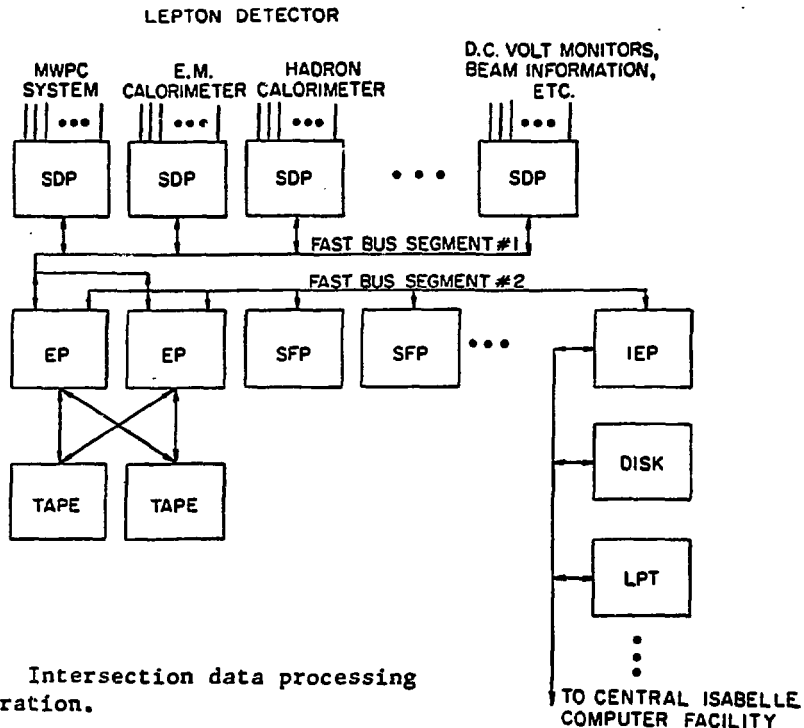 LEPTON DETECTOR
MWPC
SYSTEM
E.M.
CALORIMETER
HADRON
CALORIMETER
D.C. VOLT MONITORS,
BEAM INFORMATION,
ETC.
SDP
SDP
SDP
SDP
FAST BUS SEGMENT #1
FAST BUS SEGMENT #2
EP
EP
SFP
SFP
IEP
TAPE
TAPE
DISK
LPT
Intersection data processing
ration.
TO CENTRAL ISABELLE
COMPUTER FACILITY